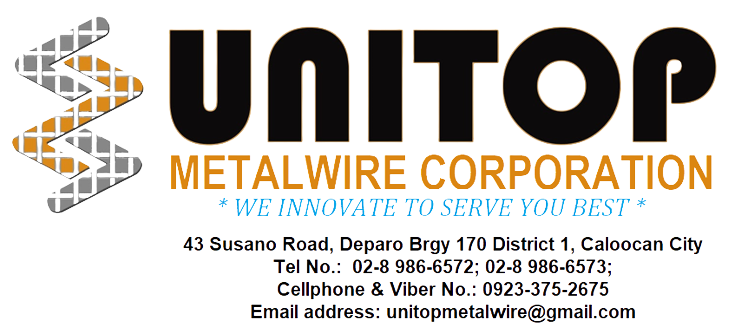 UNITOP
METALWIRE CORPORATION
* WE INNOVATE TO SERVE YOU BEST *
43 Susano Road, Deparo Brgy 170 District 1, Caloocan City
Tel No.:  02-8 986-6572; 02-8 986-6573;
Cellphone & Viber No.: 0923-375-2675
Email address: unitopmetalwire@gmail.com